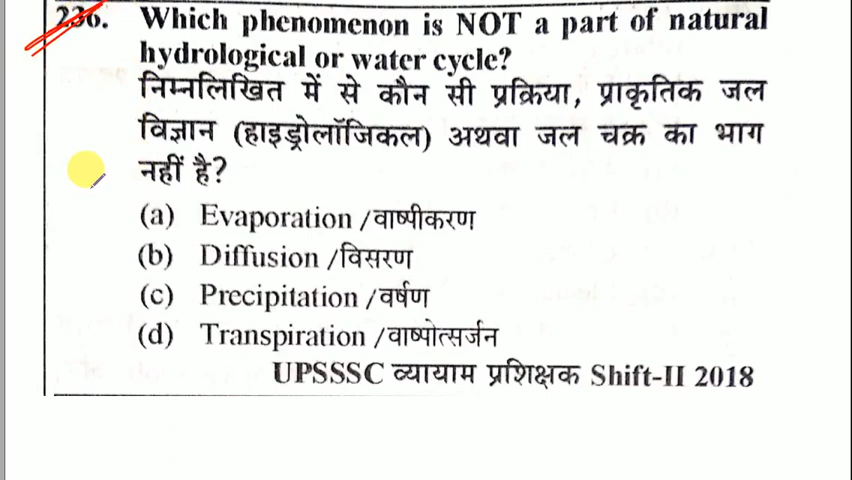 236. Which phenomenon is NOT a part of natural
hydrological or water cycle?
निम्नलिखित में से कौन सी प्रक्रिया, प्राकृतिक जल
विज्ञान (हाइड्रोलॉजिकल) अथवा जल चक्र का भाग
नहीं है?
(a) Evaporation /वाष्पीकरण
(b) Diffusion /विसरण
(c) Precipitation /वर्षण
(d) Transpiration /वाष्पोत्सर्जन
UPSSSC व्यायाम प्रशिक्षक Shift-II 2018